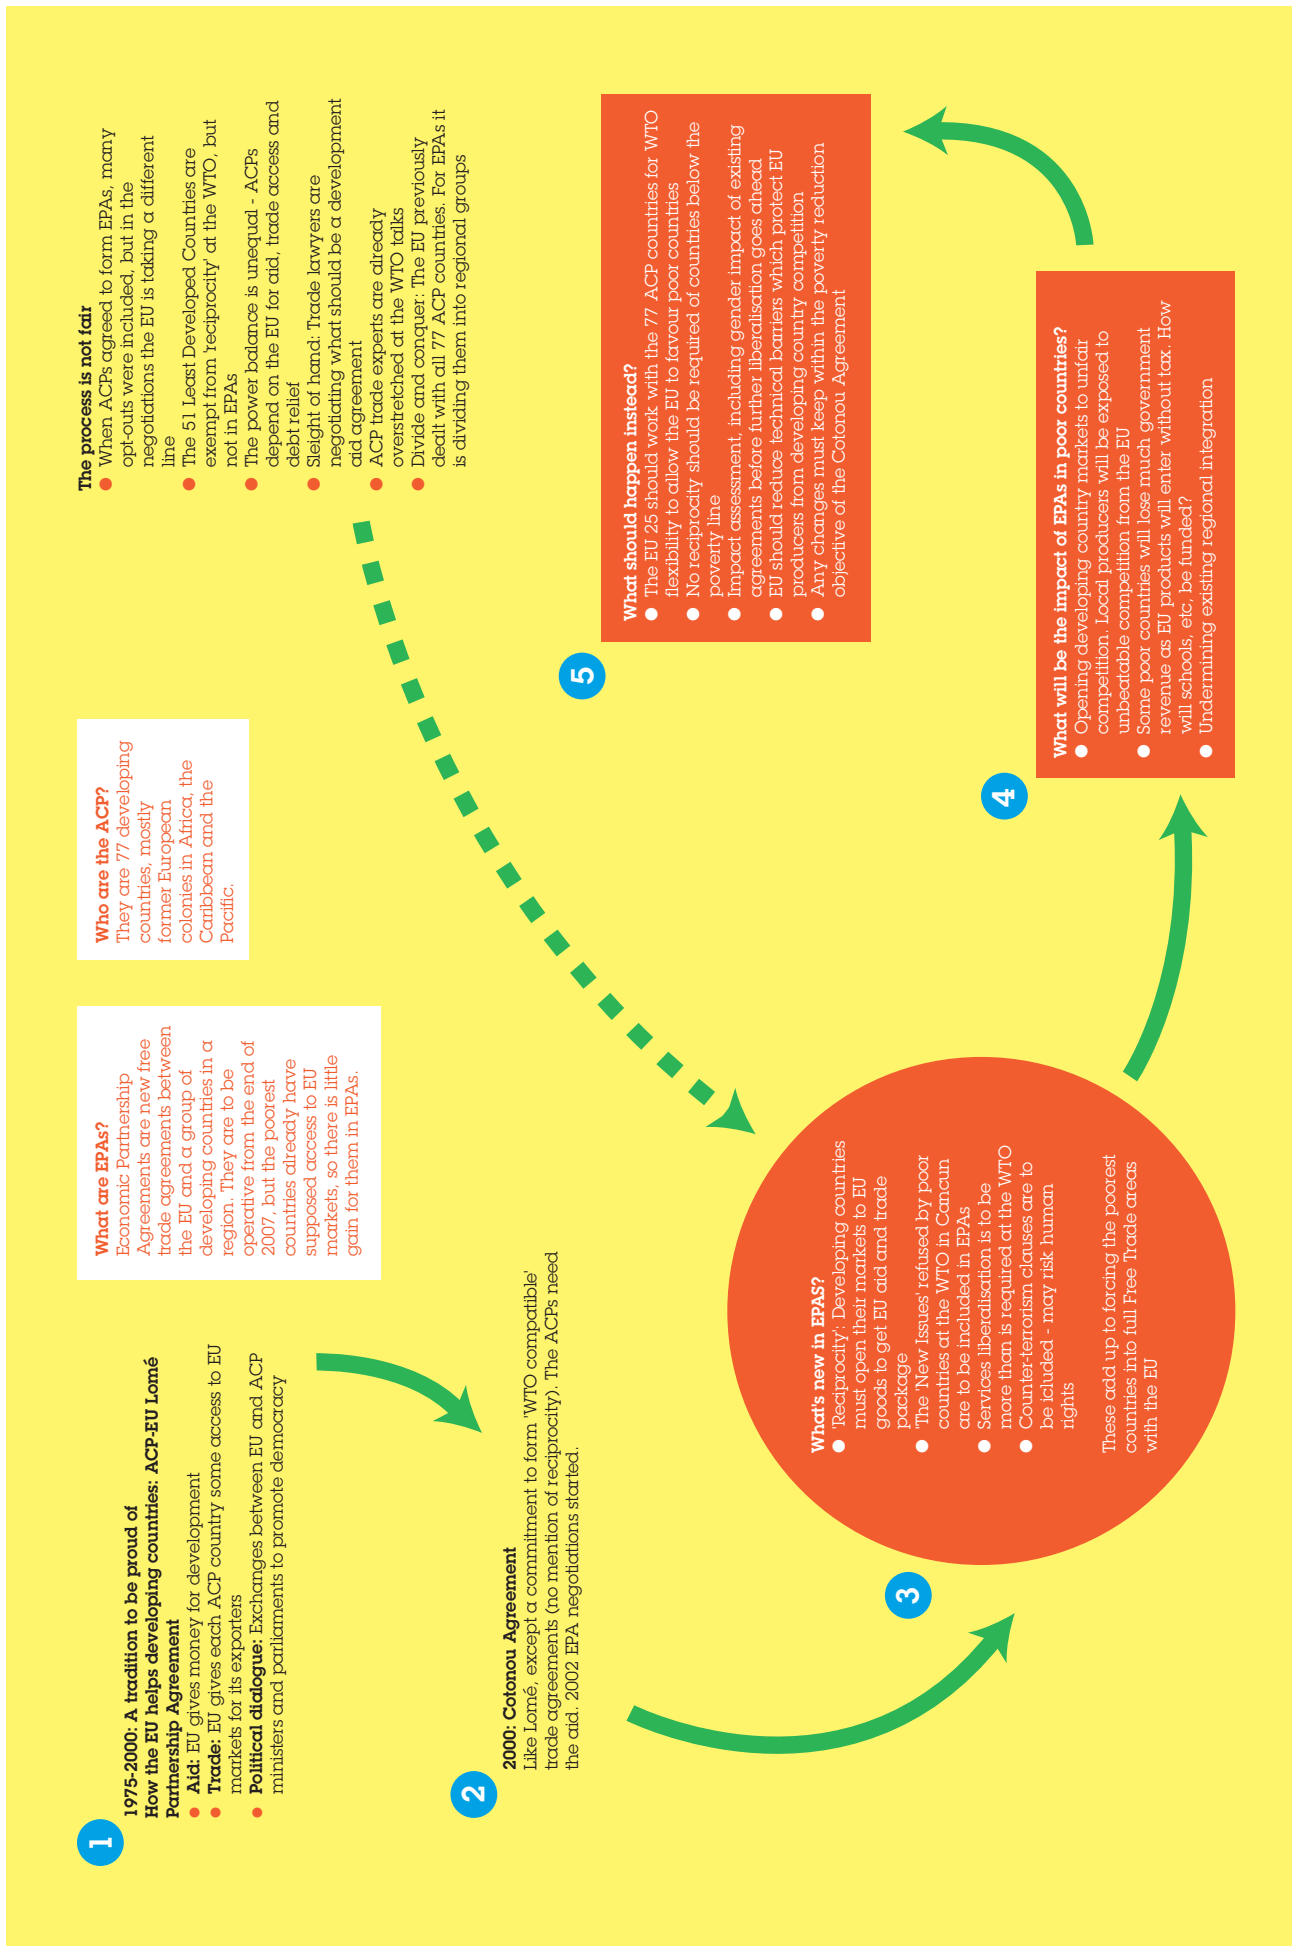 1
1975-2000: A tradition to be proud of
How the EU helps developing countries: ACP-EU Lomé
Partnership Agreement
● Aid: EU gives money for development
● Trade: EU gives each ACP country some access to EU
markets for its exporters
● Political dialogue: Exchanges between EU and ACP
ministers and parliaments to promote democracy
What are EPAs?
Economic Partnership
Agreements are new free
trade agreements between
the EU and a group of
developing countries in a
region. They are to be
operative from the end of
2007, but the poorest
countries already have
supposed access to EU
markets, so there is little
gain for them in EPAs.
Who are the ACP?
They are 77 developing
countries, mostly
former European
colonies in Africa, the
Caribbean and the
Pacific.
The process is not fair
● When ACPs agreed to form EPAs, many
opt-outs were included, but in the
negotiations the EU is taking a different
line
● The 51 Least Developed Countries are
exempt from 'reciprocity' at the WTO, but
not in EPAs
● The power balance is unequal - ACPs
depend on the EU for aid, trade access and
debt relief
● Sleight of hand: Trade lawyers are
negotiating what should be a development
aid agreement
● ACP trade experts are already
overstretched at the WTO talks
● Divide and conquer: The EU previously
dealt with all 77 ACP countries. For EPAs it
is dividing them into regional groups
2
2000: Cotonou Agreement
Like Lomé, except a commitment to form 'WTO compatible'
trade agreements (no mention of reciprocity). The ACPs need
the aid. 2002 EPA negotiations started.
3
What's new in EPAS?
● 'Reciprocity': Developing countries
must open their markets to EU
goods to get EU aid and trade
package
● 'The 'New Issues' refused by poor
countries at the WTO in Cancun
are to be included in EPAs
● Services liberalisation is to be
more than is required at the WTO
● Counter-terrorism clauses are to
be icluded - may risk human
rights
These add up to forcing the poorest
countries into full Free Trade areas
with the EU
4
What will be the impact of EPAs in poor countries?
● Opening developing country markets to unfair
competition. Local producers will be exposed to
unbeatable competition from the EU
● Some poor countries will lose much government
revenue as EU products will enter without tax. How
will schools, etc, be funded?
● Undermining existing regional integration
5
What should happen instead?
● The EU 25 should work with the 77 ACP countries for WTO
flexibility to allow the EU to favour poor countries
● No reciprocity should be required of countries below the
poverty line
● Impact assessment, including gender impact of existing
agreements before further liberalisation goes ahead
● EU should reduce technical barriers which protect EU
producers from developing country competition
● Any changes must keep within the poverty reduction
objective of the Cotonou Agreement